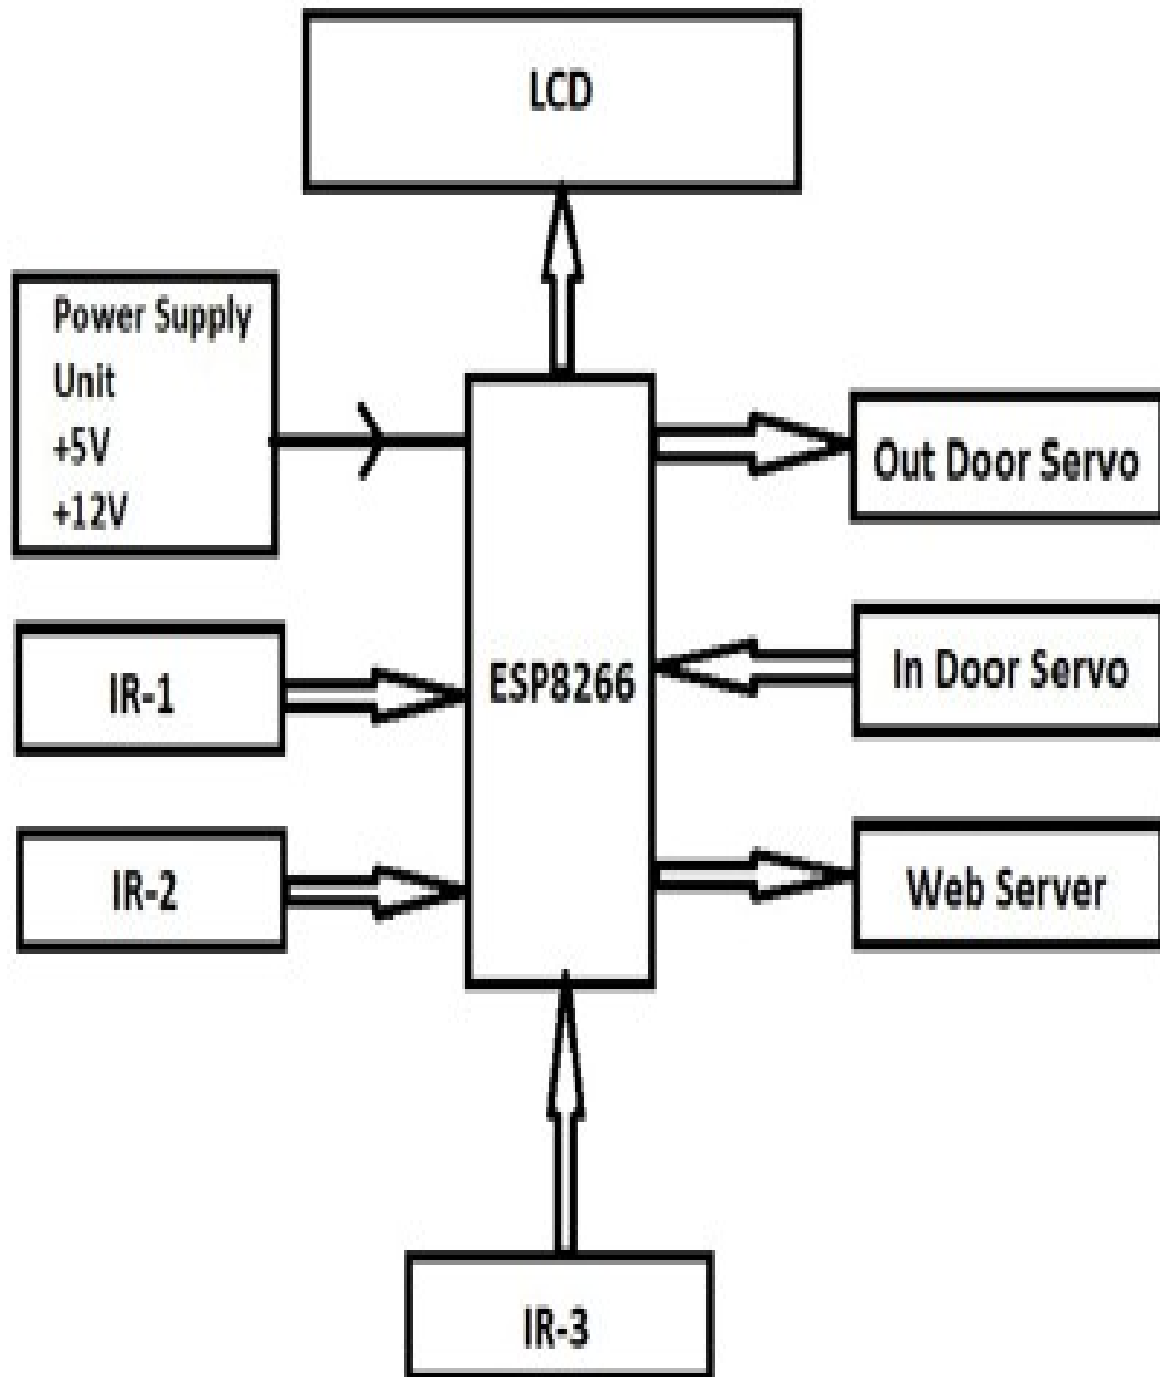 LCD
Power Supply
Unit
+5V
+12V
Out Door Servo
IR-1
ESP8266
In Door Servo
IR-2
Web Server
IR-3